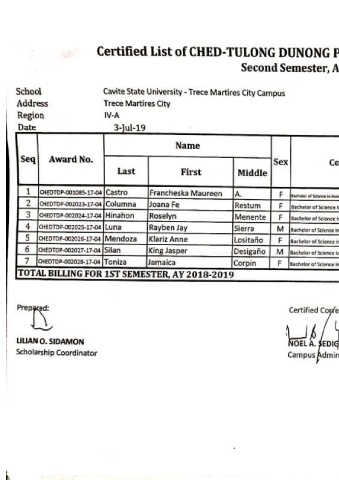 Certified List of CHED-TULONG DUNONG P
Second Semester, A
School Cavite State University - Trece Martires City Campus
Address Trece Martires City
Region IV-A
Date 3-Jul-19
Seq Award No. Name Sex Co
Last First Middle
1 CHEDTDP-001085-17-04 Castro Francheska Maureen A. F Bachelor of Science in
2 CHEDTDP-002023-17-04 Columna Joana Fe Restum F Bachelor of Science in
3 CHEDTDP-002024-17-04 Hinahon Roselyn Menente F Bachelor of Science in
4 CHEDTDP-002025-17-04 Luna Rayben Jay Sierra M Bachelor of Science in
5 CHEDTDP-002026-17-04 Mendoza Klariz Anne Lositaño F Bachelor of Science in
6 CHEDTDP-002027-17-04 Silan King Jasper Desigaño M Bachelor of Science in
7 CHEDTDP-002028-17-04 Toniza Jamaica Corpin F Bachelor of Science in
TOTAL BILLING FOR 1ST SEMESTER, AY 2018-2019
Prepared: Certified Corre
LILIAN O. SIDAMON NOEL A. SEDIG
Scholarship Coordinator Campus Admin